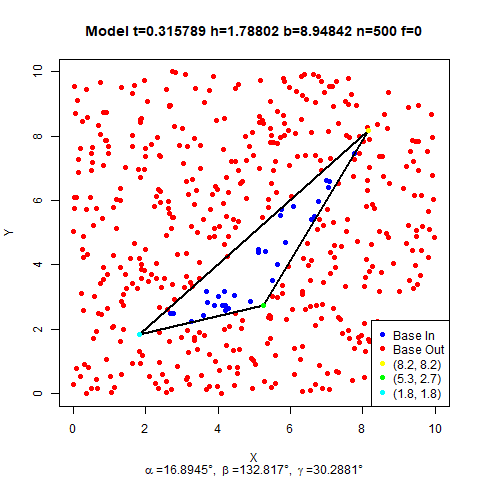 Model t=0.315789 h=1.78802 b=8.94842 n=500 f=0
10
8
6
4
2
0
Y
Base In
Base Out
(8.2, 8.2)
(5.3, 2.7)
(1.8, 1.8)
0 2 4 6 8 10
X
α=16.8945°, β=132.817°, γ=30.2881°